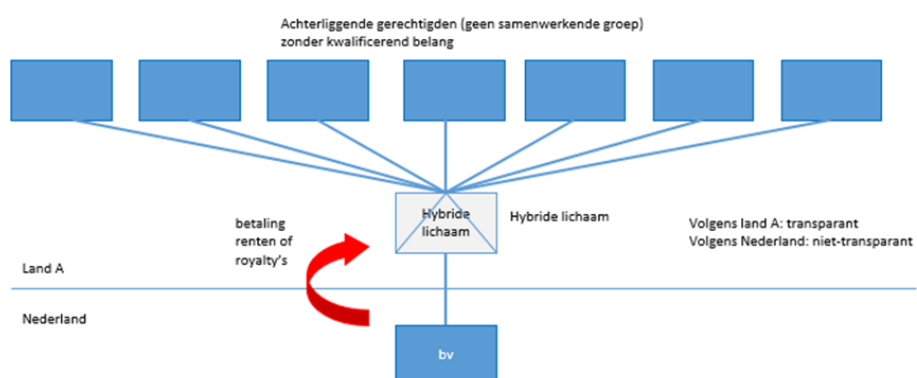 Achterliggende gerechtigden (geen samenwerkende groep)
zonder kwalificerend belang
betaling
renten of
royalty's
Hybride
lichaam
Hybride lichaam
Volgens land A: transparant
Volgens Nederland: niet-transparant
Land A
Nederland
bv